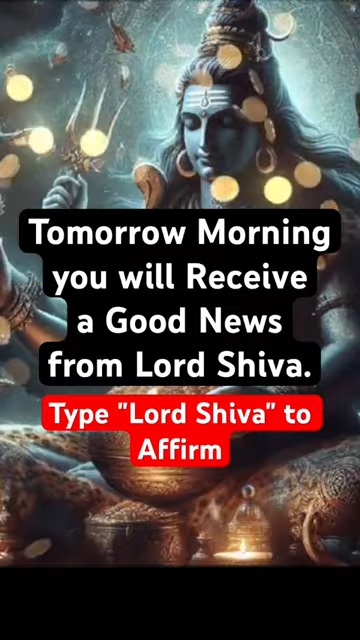 Tomorrow Morning
you will Receive
a Good News
from Lord Shiva.
Type "Lord Shiva" to
Affirm